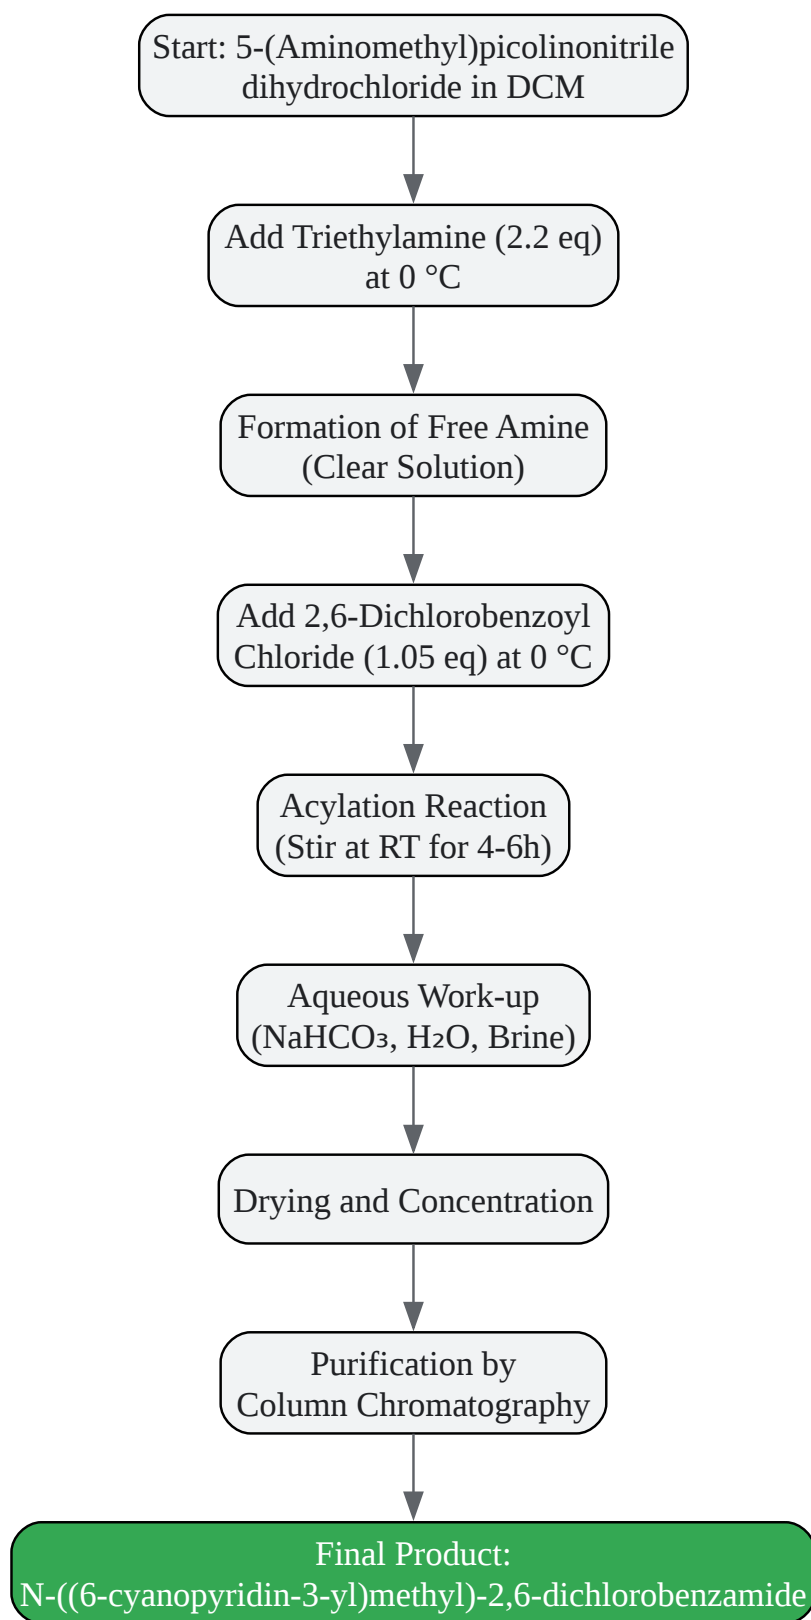 Start: 5-(Aminomethyl)picolinonitrile
dihydrochloride in DCM
Add Triethylamine (2.2 eq)
at 0 °C
Formation of Free Amine
(Clear Solution)
Add 2,6-Dichlorobenzoyl
Chloride (1.05 eq) at 0 °C
Acylation Reaction
(Stir at RT for 4-6h)
Aqueous Work-up
(NaHCO₃, H₂O, Brine)
Drying and Concentration
Purification by
Column Chromatography
Final Product:
N-((6-cyanopyridin-3-yl)methyl)-2,6-dichlorobenzamide